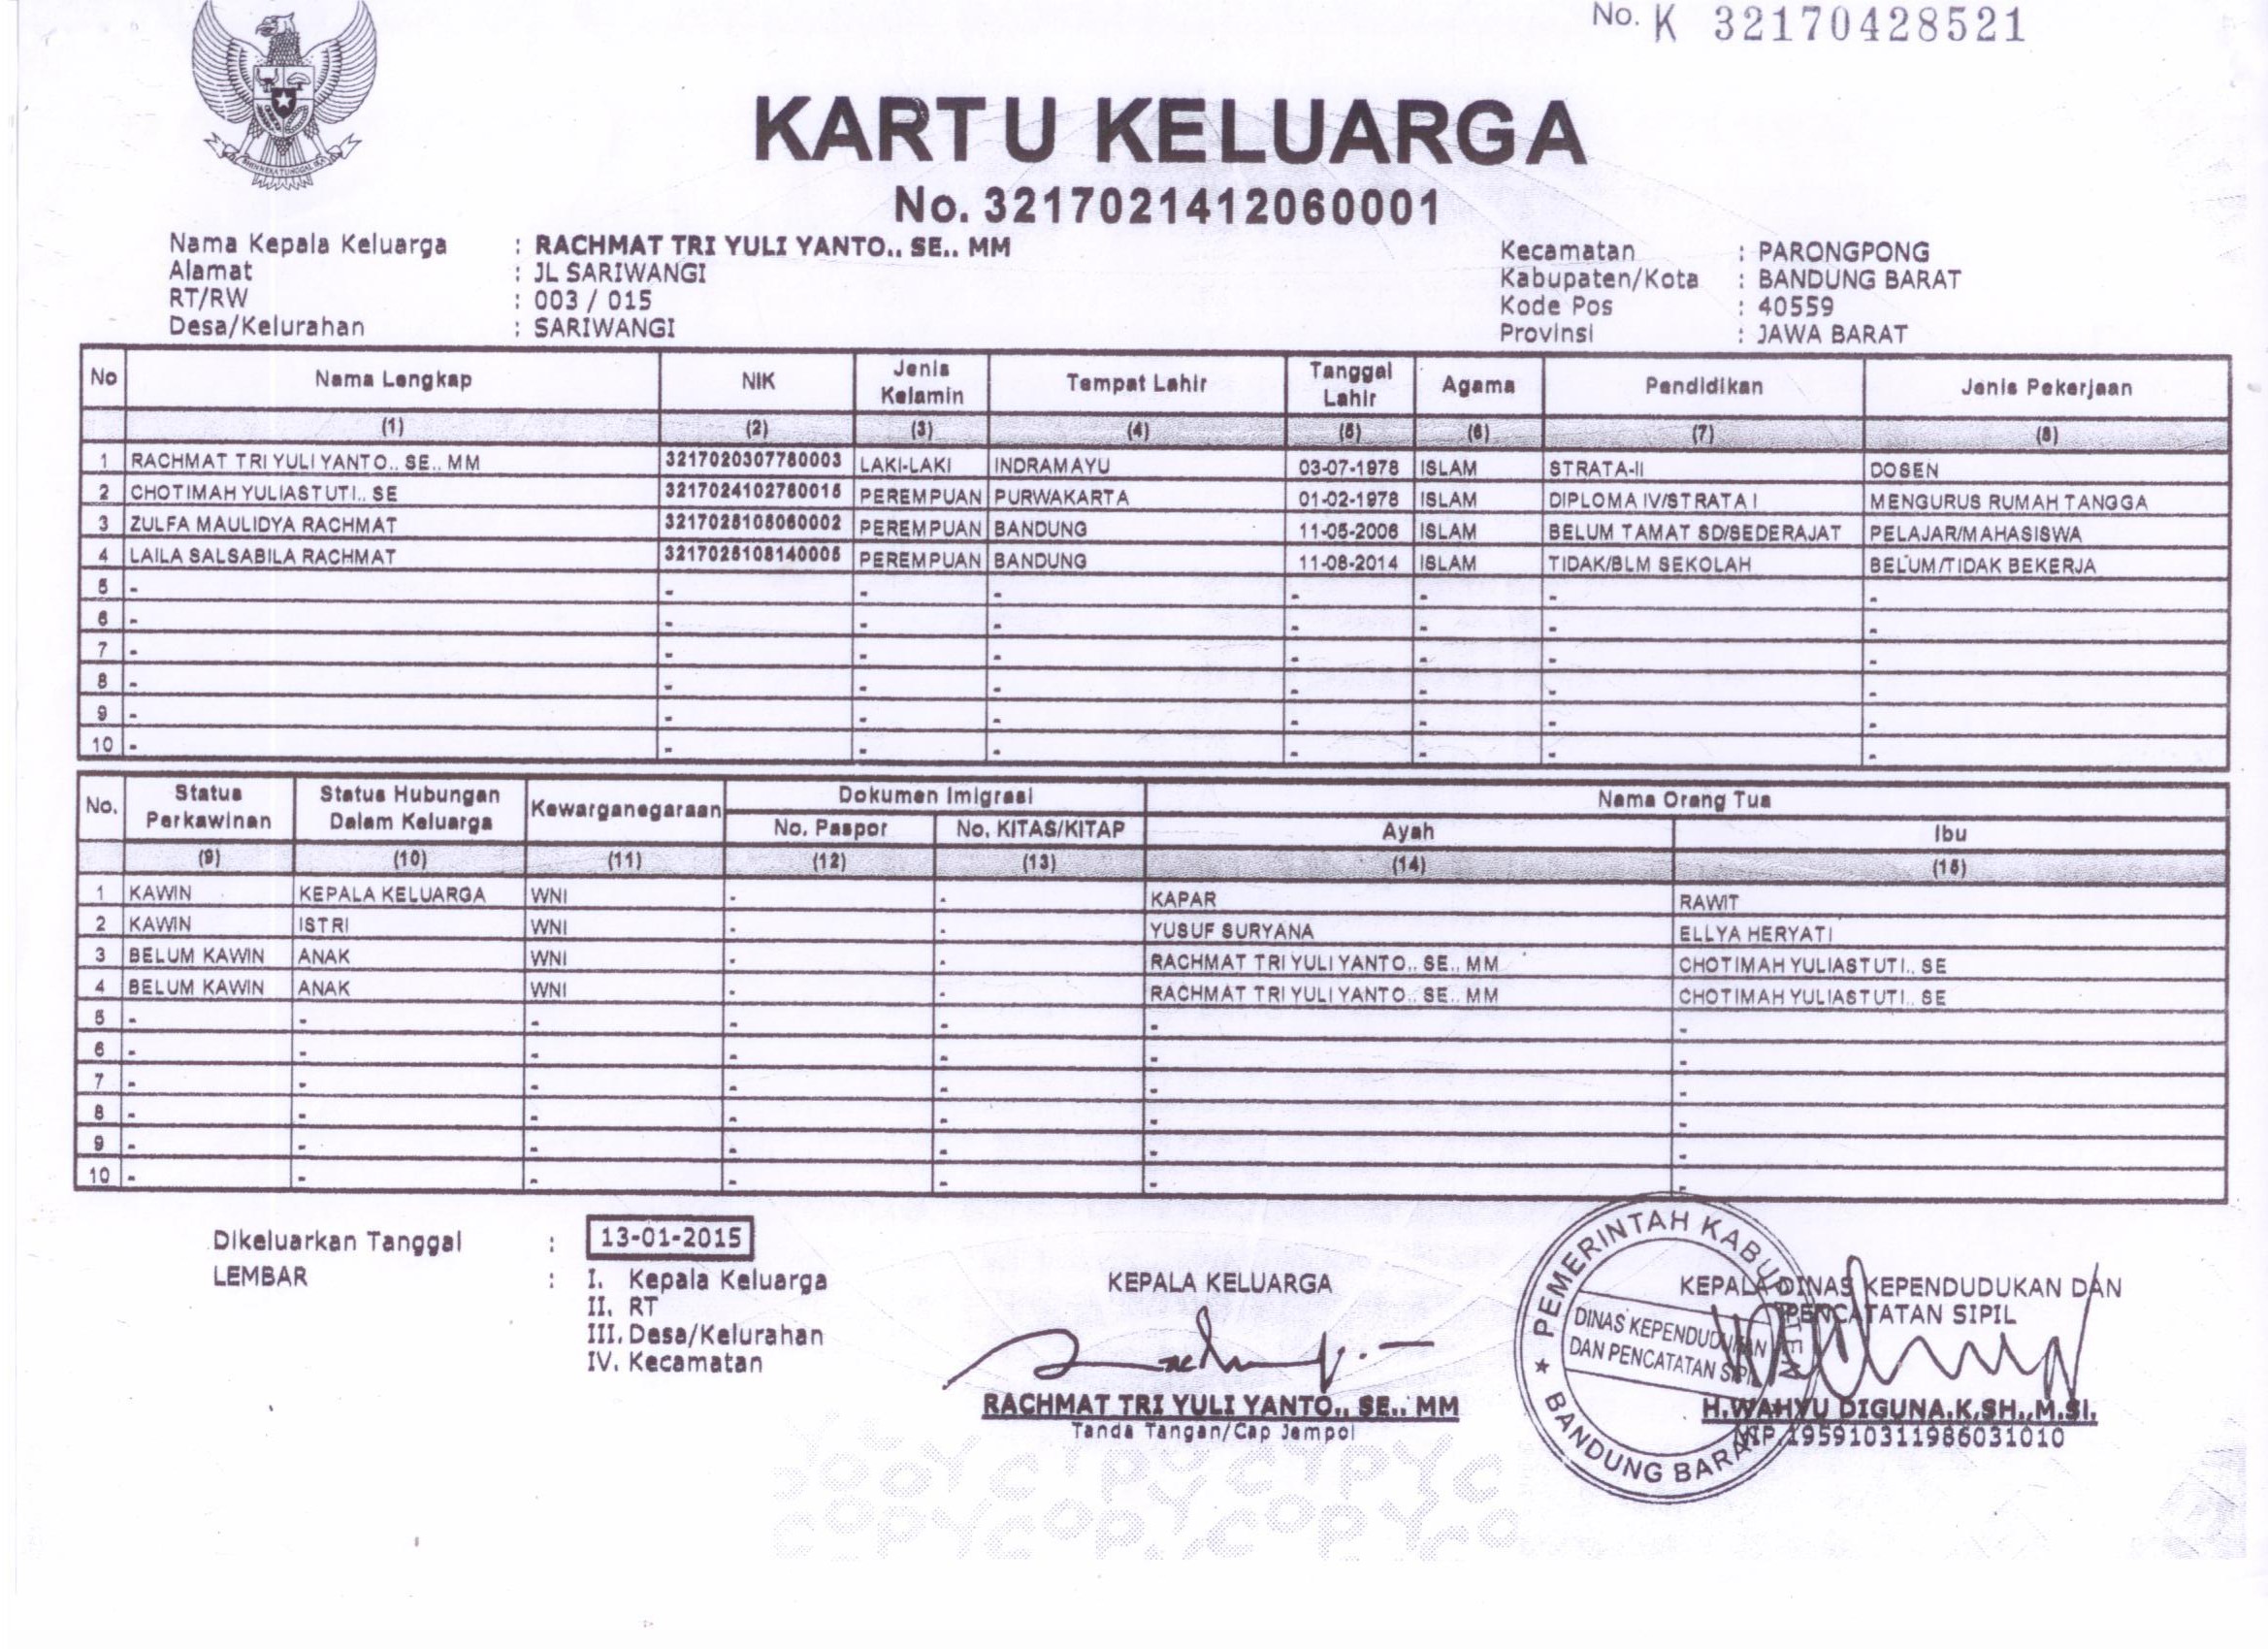 No. K 32170428521
BHINNEKA TUNGGAL IKA
KARTU KELUARGA
No. 3217021412060001
Nama Kepala Keluarga : RACHMAT TRI YULI YANTO.. SE.. MM
Alamat : JL SARIWANGI
RT/RW : 003 / 015
Desa/Kelurahan : SARIWANGI
Kecamatan : PARONGPONG
Kabupaten/Kota : BANDUNG BARAT
Kode Pos : 40559
Provinsi : JAWA BARAT
No Nama Lengkap NIK Jenis Kelamin Tempat Lahir Tanggal Lahir Agama Pendidikan Jenis Pekerjaan
(1) (2) (3) (4) (5) (6) (7) (8)
1 RACHMAT TRI YULI YANTO.. SE.. MM 3217020307780003 LAKI-LAKI INDRAMAYU 03-07-1978 ISLAM STRATA-II DOSEN
2 CHOTIMAH YULIASTUTI.. SE 3217024102780015 PEREMPUAN PURWAKARTA 01-02-1978 ISLAM DIPLOMA IV/STRATA I MENGURUS RUMAH TANGGA
3 ZULFA MAULIDYA RACHMAT 3217025105060002 PEREMPUAN BANDUNG 11-05-2006 ISLAM BELUM TAMAT SD/SEDERAJAT PELAJAR/MAHASISWA
4 LAILA SALSABILA RACHMAT 3217025108140005 PEREMPUAN BANDUNG 11-08-2014 ISLAM TIDAK/BLM SEKOLAH BELUM/TIDAK BEKERJA
5 - - - - - - - -
6 - - - - - - - -
7 - - - - - - - -
8 - - - - - - - -
9 - - - - - - - -
10 - - - - - - - -
No. Status Perkawinan Status Hubungan Dalam Keluarga Kewarganegaraan Dokumen Imigrasi Nama Orang Tua
No. Paspor No. KITAS/KITAP Ayah Ibu
(9) (10) (11) (12) (13) (14) (15)
1 KAWIN KEPALA KELUARGA WNI - - KAPAR RAWIT
2 KAWIN ISTRI WNI - - YUSUF SURYANA ELLYA HERYATI
3 BELUM KAWIN ANAK WNI - - RACHMAT TRI YULI YANTO.. SE.. MM CHOTIMAH YULIASTUTI.. SE
4 BELUM KAWIN ANAK WNI - - RACHMAT TRI YULI YANTO.. SE.. MM CHOTIMAH YULIASTUTI.. SE
5 - - - - - - -
6 - - - - - - -
7 - - - - - - -
8 - - - - - - -
9 - - - - - - -
10 - - - - - - -
Dikeluarkan Tanggal : 13-01-2015
LEMBAR : I. Kepala Keluarga
II. RT
III. Desa/Kelurahan
IV. Kecamatan
KEPALA KELUARGA
RACHMAT TRI YULI YANTO.. SE.. MM
Tanda Tangan/Cap Jempol
KEPALA DINAS KEPENDUDUKAN DAN
PENCATATAN SIPIL
PEMERINTAH KABUPATEN
DINAS KEPENDUDUKAN
DAN PENCATATAN SIPIL
BANDUNG BARAT
H.WAHYU DIGUNA.K,SH.,M.SI.
NIP.195910311986031010
COPY COPY COPY